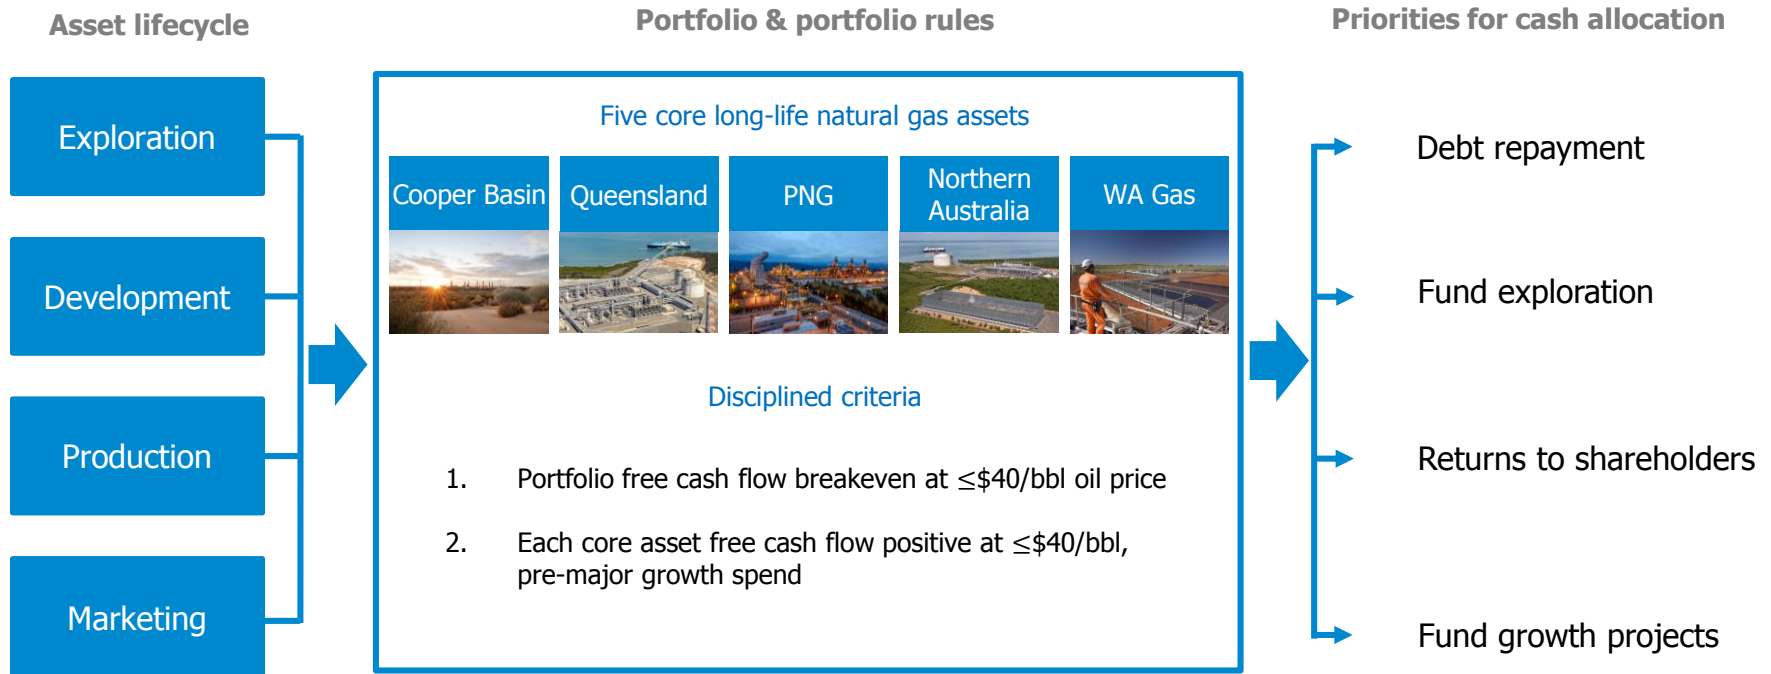 Asset lifecycle
Portfolio & portfolio rules
Priorities for cash allocation
Exploration
Development
Production
Marketing
Five core long-life natural gas assets
Cooper Basin
Queensland
PNG
Northern
Australia
WA Gas
Disciplined criteria
1. Portfolio free cash flow breakeven at ≤$40/bbl oil price
2. Each core asset free cash flow positive at ≤$40/bbl,
pre-major growth spend
Debt repayment
Fund exploration
Returns to shareholders
Fund growth projects